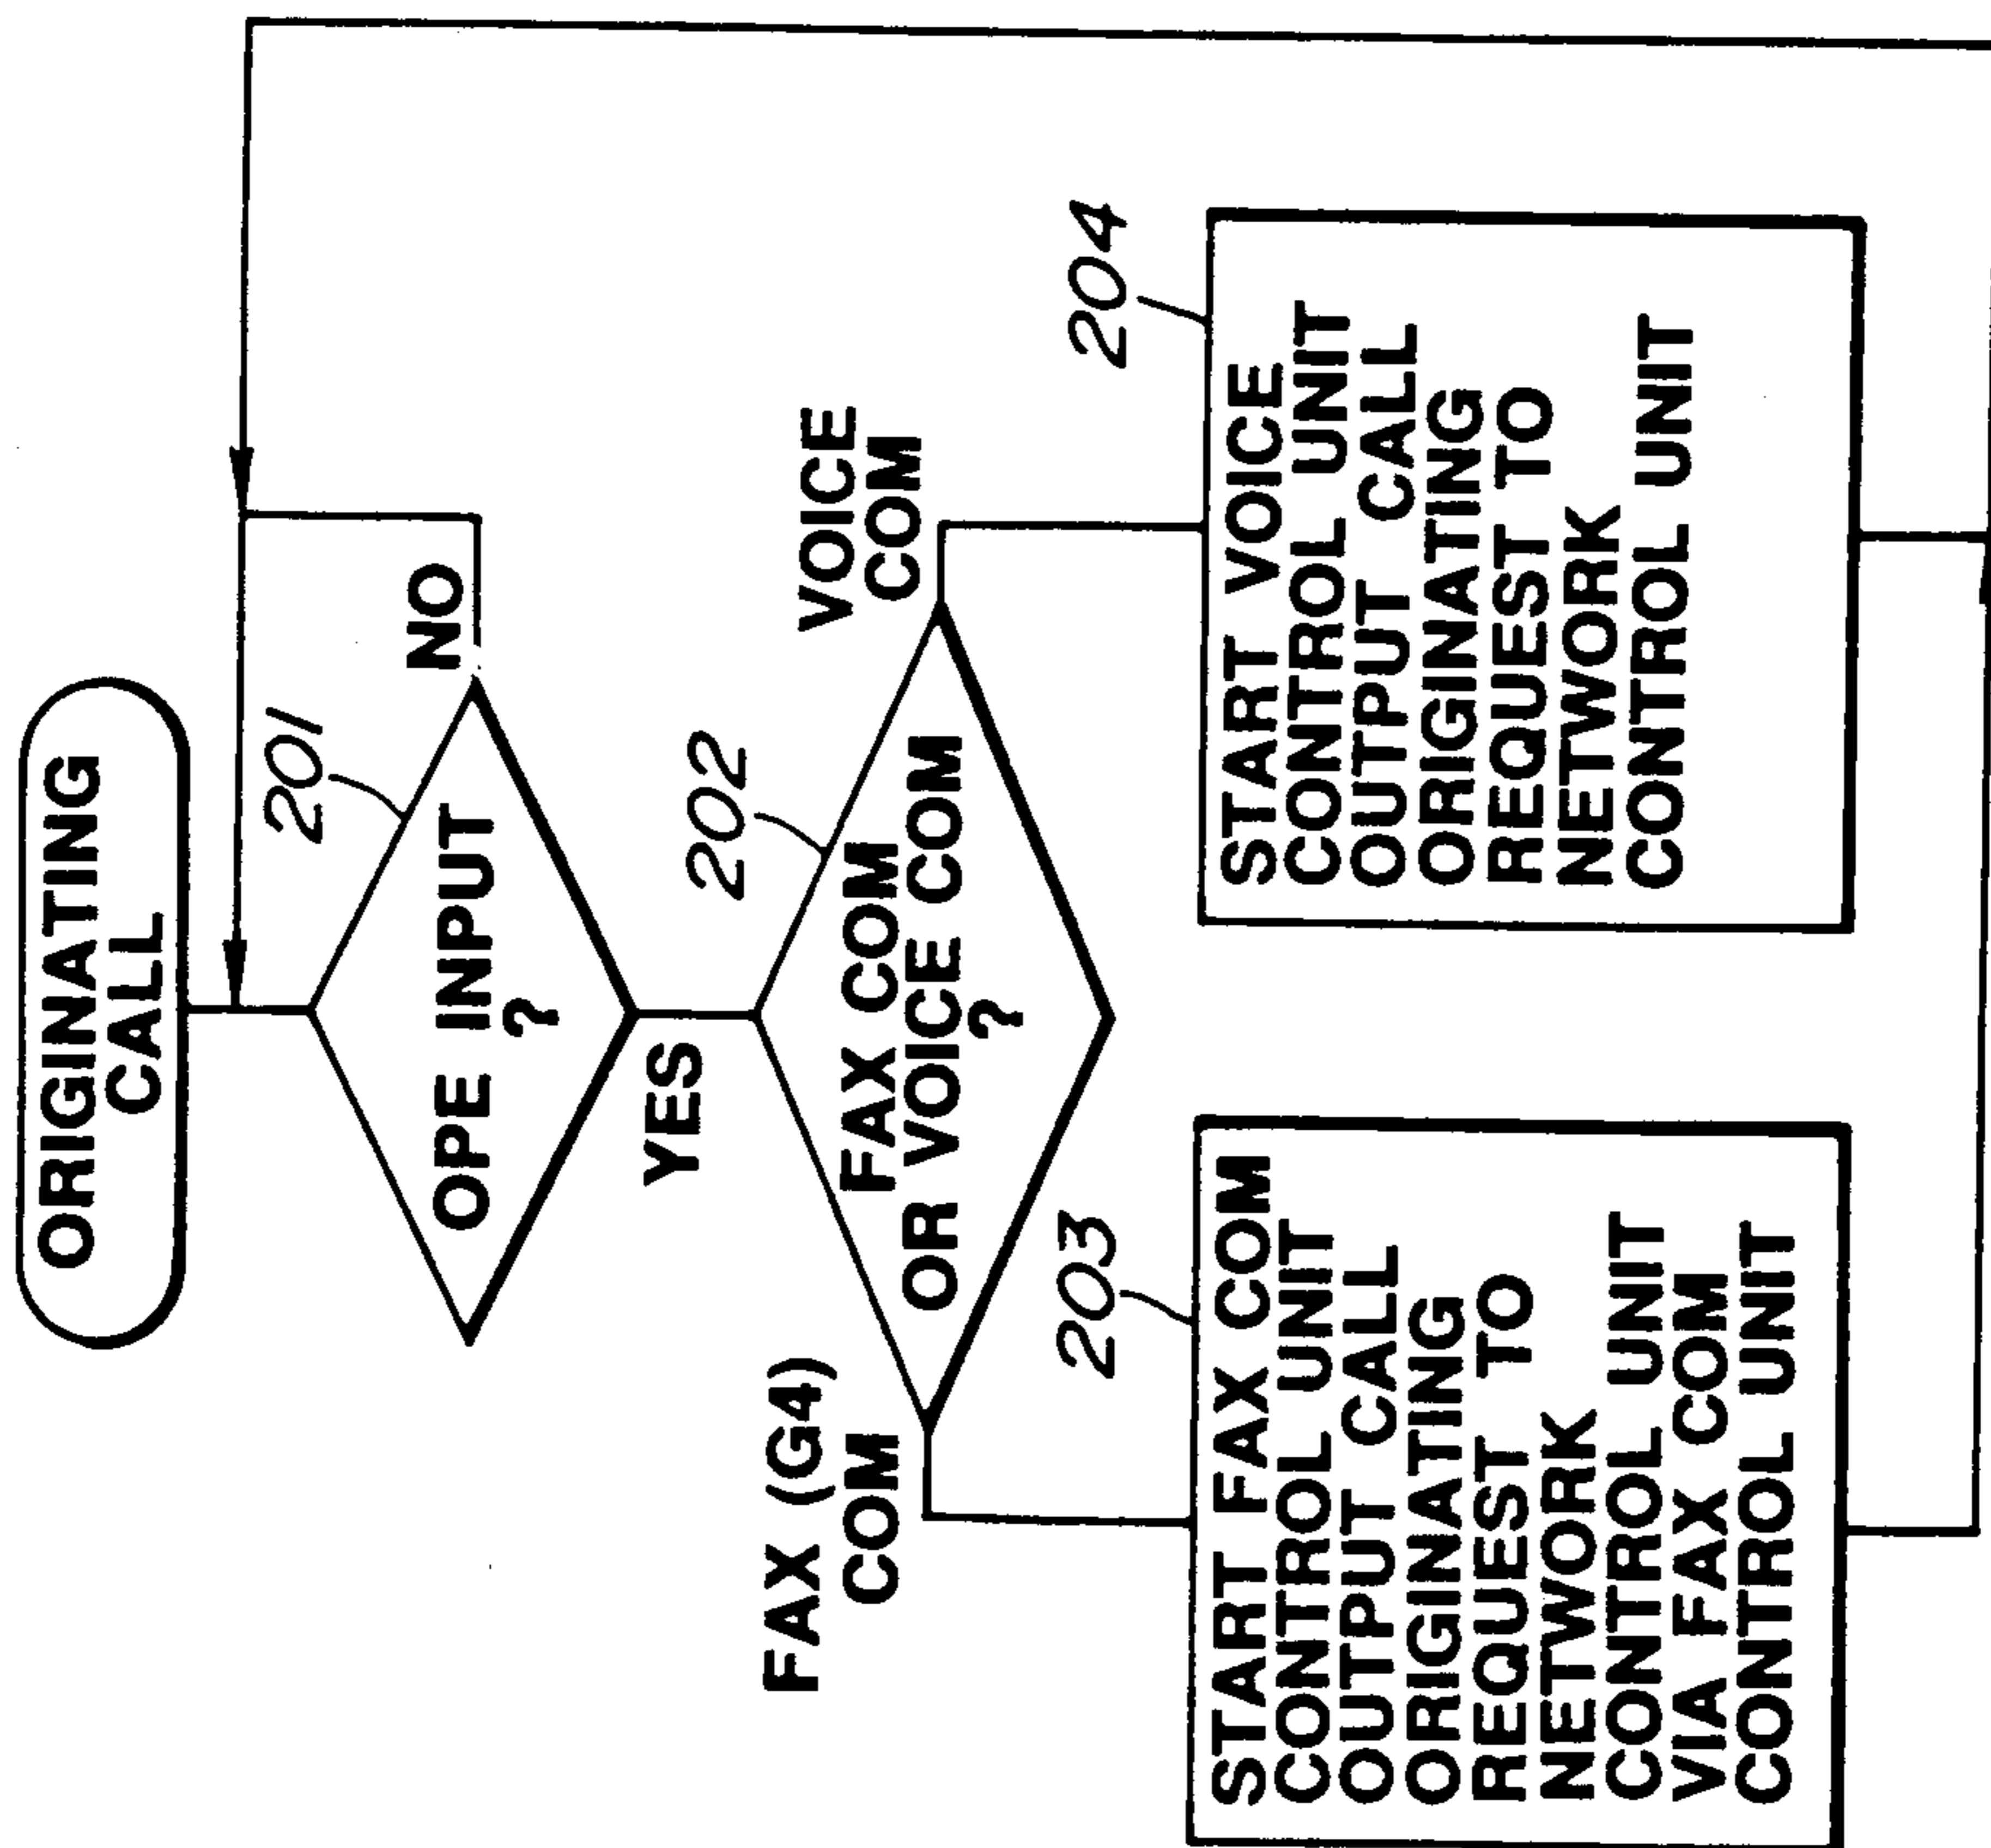 ORIGINATING
CALL
201
OPE INPUT
?
NO
YES
202
FAX COM
OR VOICE COM
?
FAX (G4)
COM
VOICE
COM
203
START FAX COM
CONTROL UNIT
OUTPUT CALL
ORIGINATING
REQUEST TO
NETWORK
CONTROL UNIT
VIA FAX COM
CONTROL UNIT
204
START VOICE
CONTROL UNIT
OUTPUT CALL
ORIGINATING
REQUEST TO
NETWORK
CONTROL UNIT